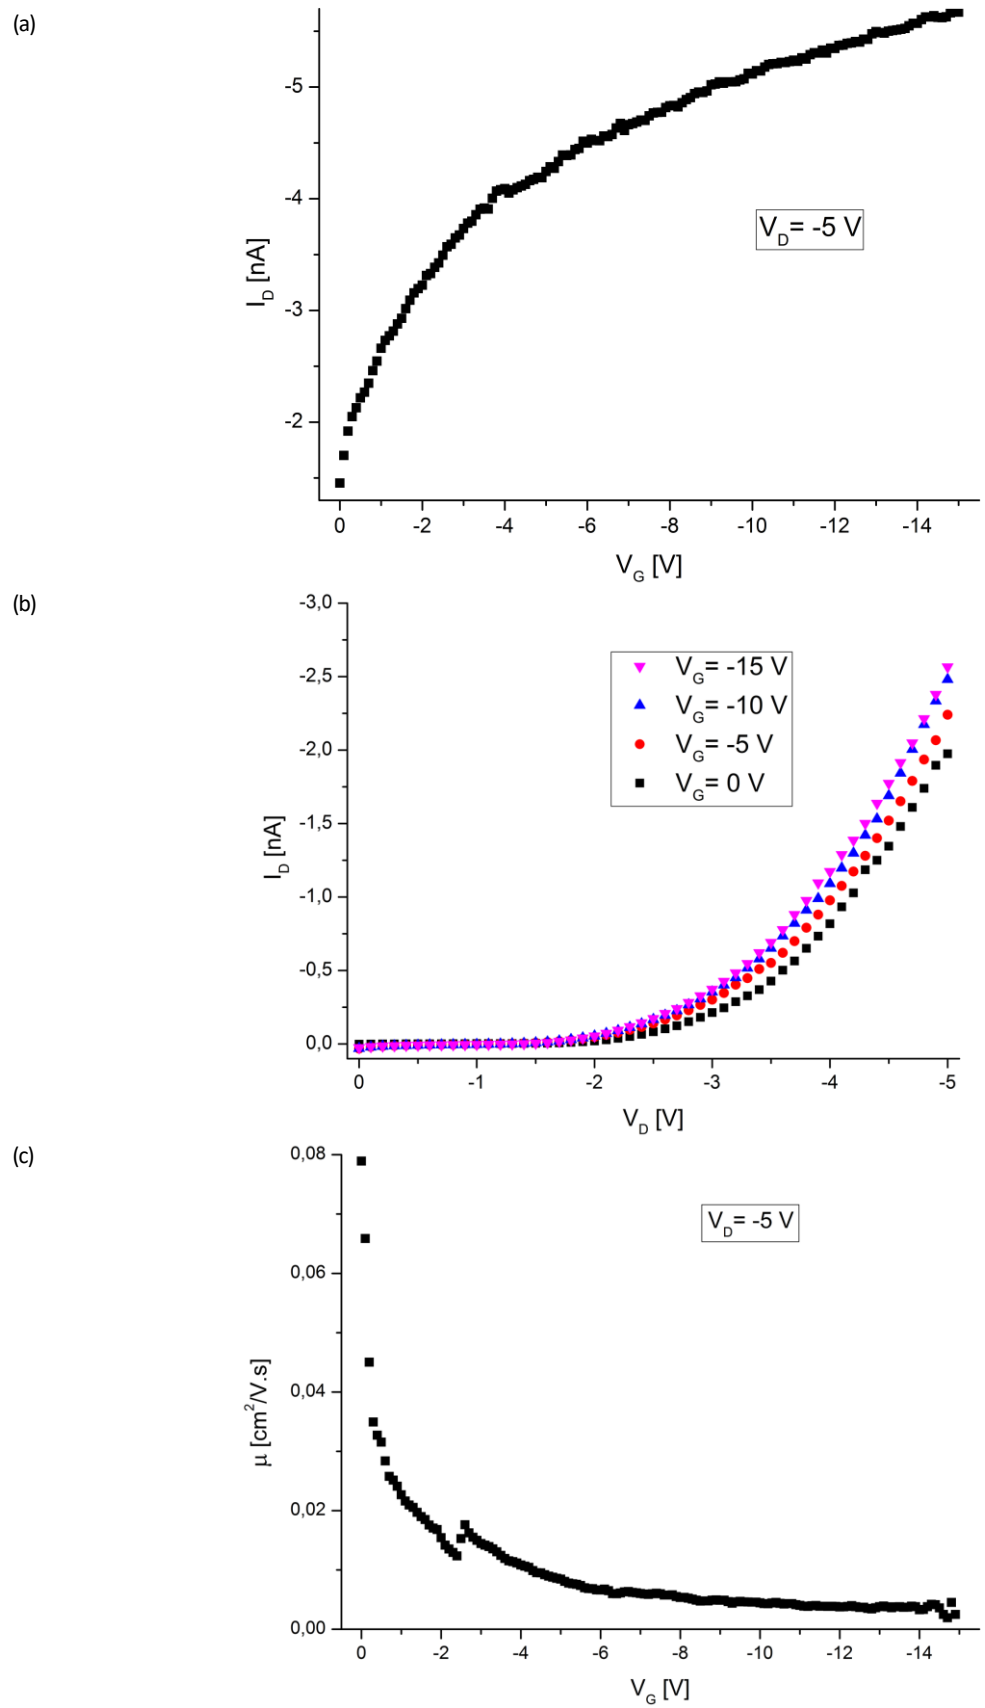 (a)
-5
-4
-3
-2
I_D [nA]
V_D= -5 V
0 -2 -4 -6 -8 -10 -12 -14
V_G [V]
(b)
-3,0
-2,5
-2,0
-1,5
-1,0
-0,5
0,0
I_D [nA]
V_G= -15 V
V_G= -10 V
V_G= -5 V
V_G= 0 V
0 -1 -2 -3 -4 -5
V_D [V]
(c)
0,08
0,06
0,04
0,02
0,00
μ [cm²/V.s]
V_D= -5 V
0 -2 -4 -6 -8 -10 -12 -14
V_G [V]